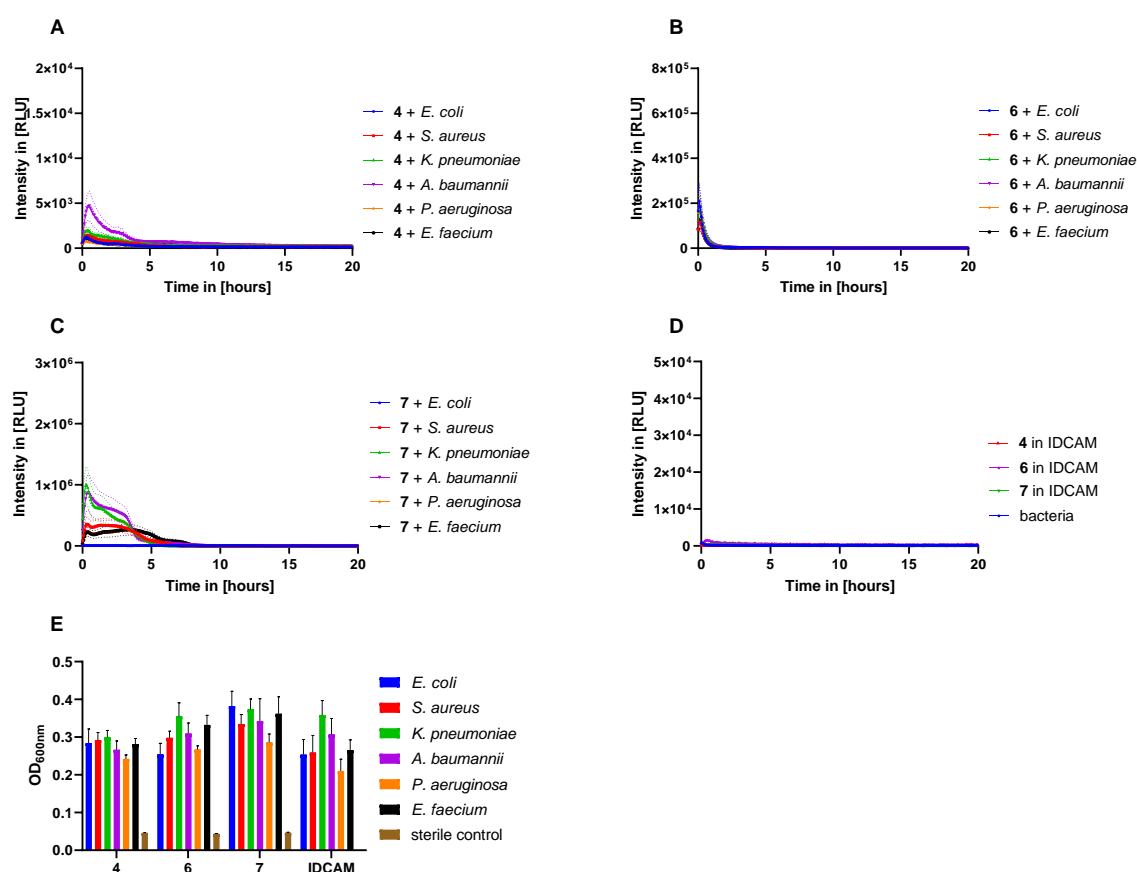 A
Intensity in [RLU]
2×10⁴
1.5×10⁴
1×10⁴
5×10³
0
0 5 10 15 20
Time in [hours]
4 + E. coli
4 + S. aureus
4 + K. pneumoniae
4 + A. baumannii
4 + P. aeruginosa
4 + E. faecium
B
Intensity in [RLU]
8×10⁵
6×10⁵
4×10⁵
2×10⁵
0
0 5 10 15 20
Time in [hours]
6 + E. coli
6 + S. aureus
6 + K. pneumoniae
6 + A. baumannii
6 + P. aeruginosa
6 + E. faecium
C
Intensity in [RLU]
3×10⁶
2×10⁶
1×10⁶
0
0 5 10 15 20
Time in [hours]
7 + E. coli
7 + S. aureus
7 + K. pneumoniae
7 + A. baumannii
7 + P. aeruginosa
7 + E. faecium
D
Intensity in [RLU]
5×10⁴
4×10⁴
3×10⁴
2×10⁴
1×10⁴
0
0 5 10 15 20
Time in [hours]
4 in IDCAM
6 in IDCAM
7 in IDCAM
bacteria
E
OD600nm
0.5
0.4
0.3
0.2
0.1
0.0
4 6 7 IDCAM
E. coli
S. aureus
K. pneumoniae
A. baumannii
P. aeruginosa
E. faecium
sterile control